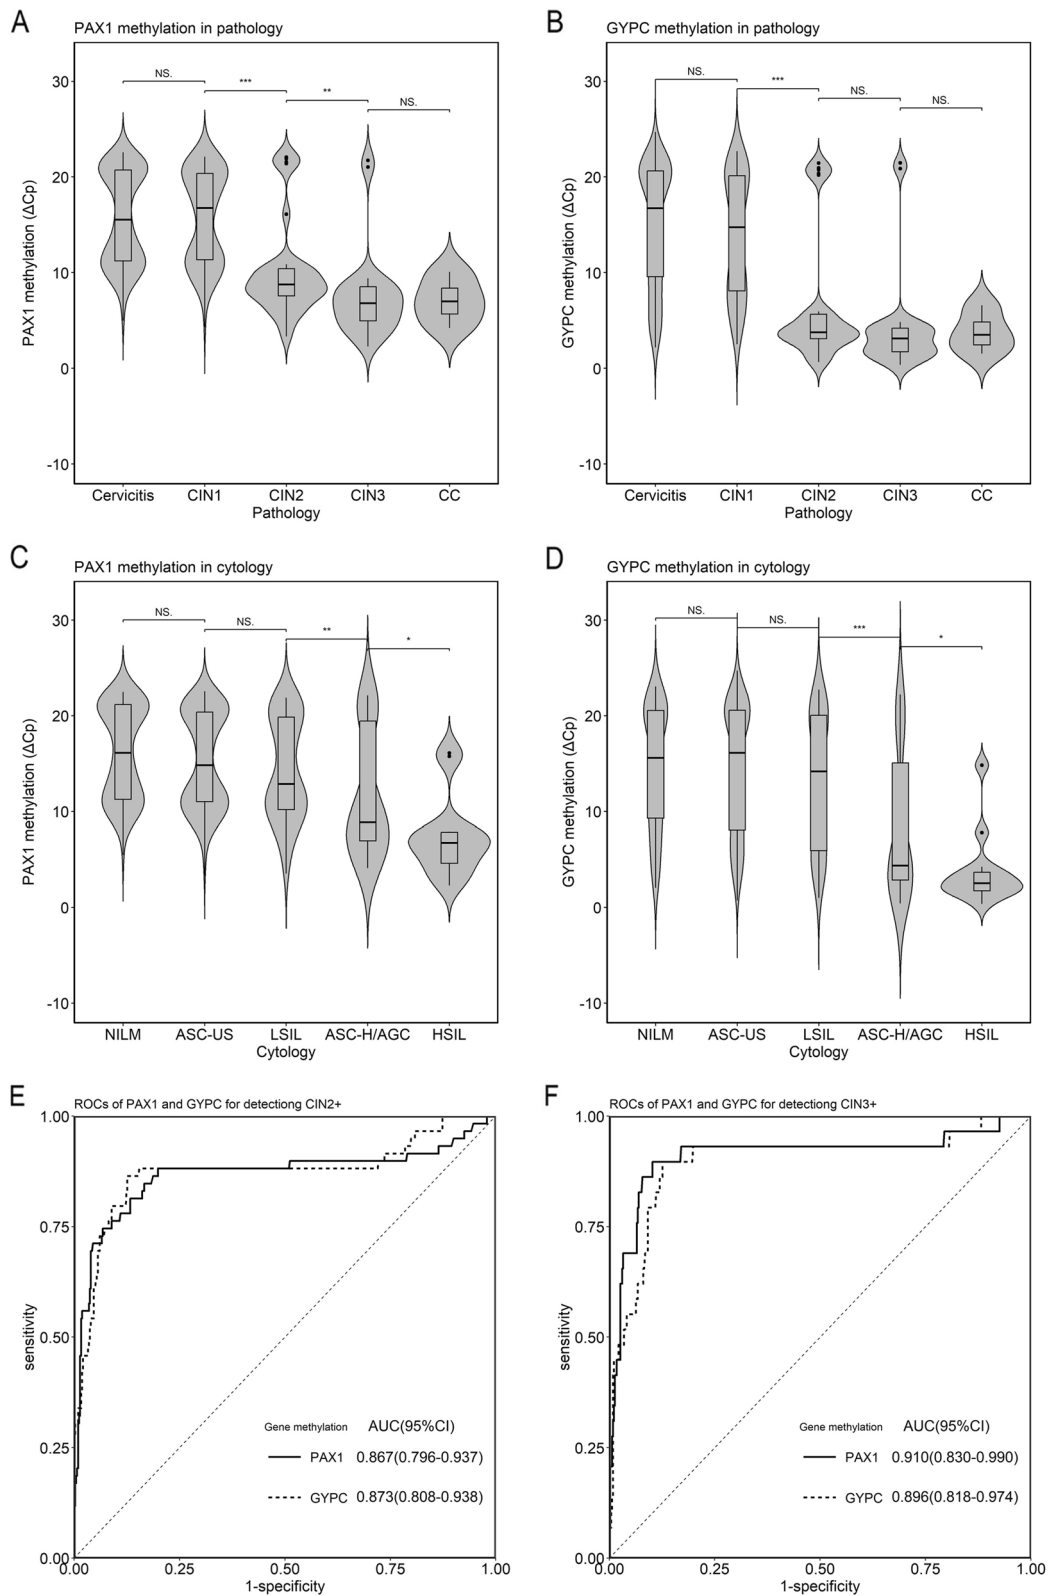 A
PAX1 methylation in pathology
PAX1 methylation (ΔCp)
30
20
10
0
-10
NS.
***
**
NS.
Cervicitis CIN1 CIN2 CIN3 CC
Pathology
B
GYPC methylation in pathology
GYPC methylation (ΔCp)
30
20
10
0
-10
NS.
***
NS.
NS.
Cervicitis CIN1 CIN2 CIN3 CC
Pathology
C
PAX1 methylation in cytology
PAX1 methylation (ΔCp)
30
20
10
0
-10
NS.
NS.
**
*
NILM ASC-US LSIL ASC-H/AGC HSIL
Cytology
D
GYPC methylation in cytology
GYPC methylation (ΔCp)
30
20
10
0
-10
NS.
NS.
***
*
NILM ASC-US LSIL ASC-H/AGC HSIL
Cytology
E
ROCs of PAX1 and GYPC for detectiong CIN2+
sensitivity
1.00
0.75
0.50
0.25
0.00
Gene methylation AUC(95%CI)
PAX1 0.867(0.796-0.937)
GYPC 0.873(0.808-0.938)
0.00 0.25 0.50 0.75 1.00
1-specificity
F
ROCs of PAX1 and GYPC for detectiong CIN3+
sensitivity
1.00
0.75
0.50
0.25
0.00
Gene methylation AUC(95%CI)
PAX1 0.910(0.830-0.990)
GYPC 0.896(0.818-0.974)
0.00 0.25 0.50 0.75 1.00
1-specificity